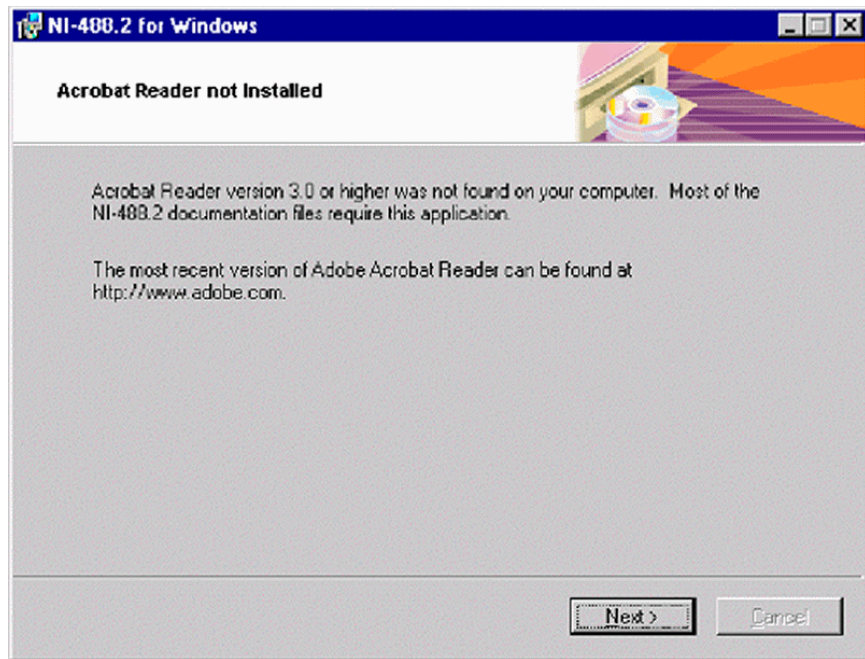 NI-488.2 for Windows
Acrobat Reader not Installed
Acrobat Reader version 3.0 or higher was not found on your computer.  Most of the
NI-488.2 documentation files require this application.
The most recent version of Adobe Acrobat Reader can be found at
http://www.adobe.com.
Next >
Cancel